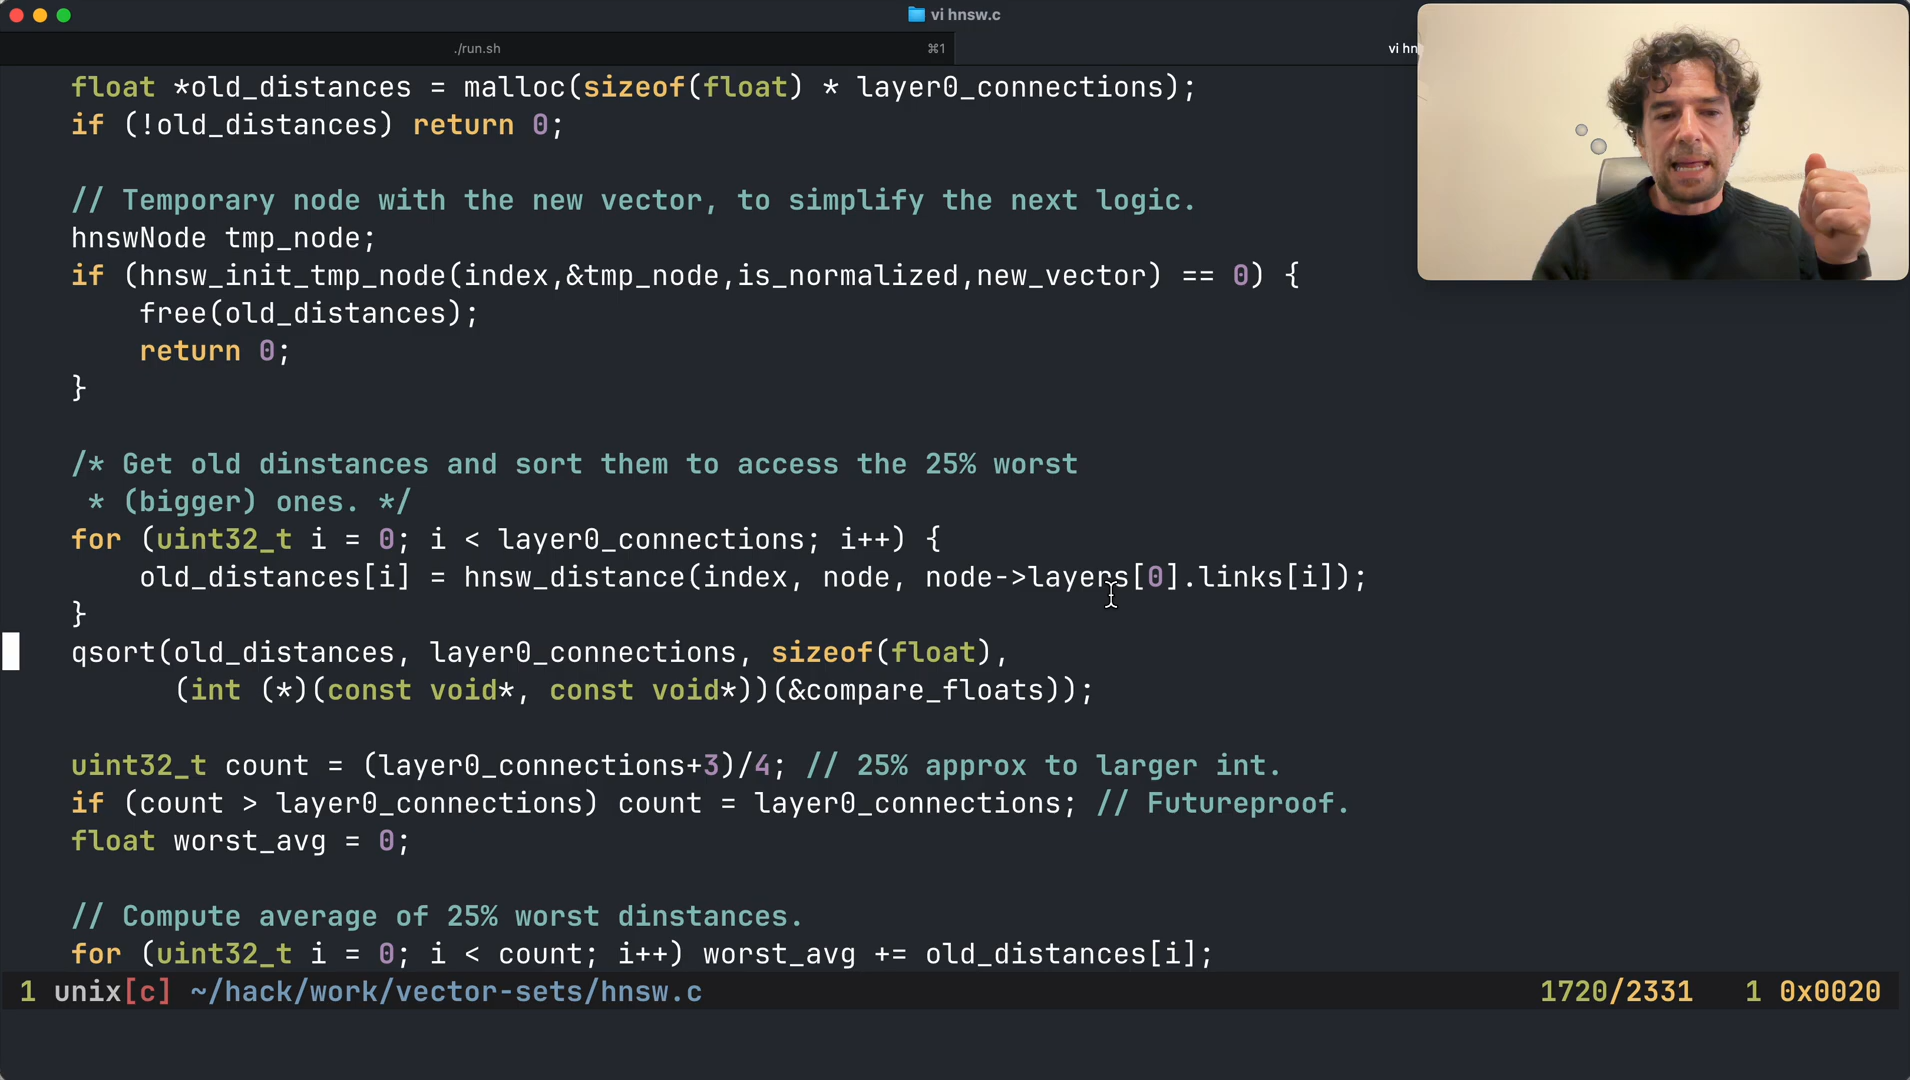 vi hnsw.c
./run.sh ⌘1 vi hn
float *old_distances = malloc(sizeof(float) * layer0_connections);
if (!old_distances) return 0;
// Temporary node with the new vector, to simplify the next logic.
hnswNode tmp_node;
if (hnsw_init_tmp_node(index,&tmp_node,is_normalized,new_vector) == 0) {
free(old_distances);
return 0;
}
/* Get old dinstances and sort them to access the 25% worst
* (bigger) ones. */
for (uint32_t i = 0; i < layer0_connections; i++) {
old_distances[i] = hnsw_distance(index, node, node->layers[0].links[i]);
}
qsort(old_distances, layer0_connections, sizeof(float),
(int (*)(const void*, const void*))(&compare_floats));
uint32_t count = (layer0_connections+3)/4; // 25% approx to larger int.
if (count > layer0_connections) count = layer0_connections; // Futureproof.
float worst_avg = 0;
// Compute average of 25% worst dinstances.
for (uint32_t i = 0; i < count; i++) worst_avg += old_distances[i];
1 unix[c] ~/hack/work/vector-sets/hnsw.c 1720/2331 1 0x0020